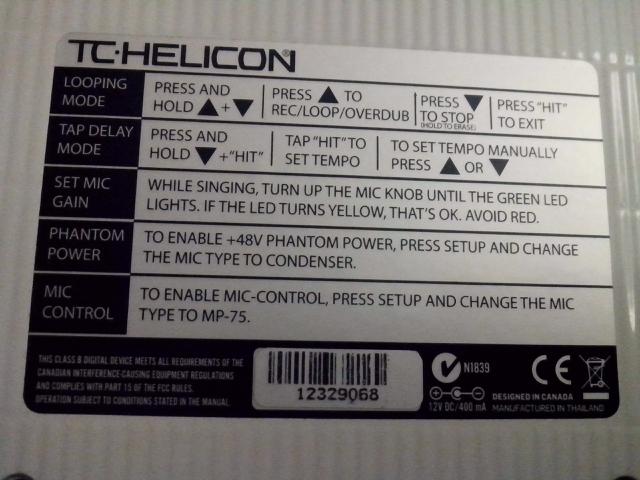 TC·HELICON®
LOOPING MODE
PRESS AND HOLD ▲+▼
PRESS ▲ TO REC/LOOP/OVERDUB
PRESS ▼ TO STOP (HOLD TO ERASE)
PRESS "HIT" TO EXIT
TAP DELAY MODE
PRESS AND HOLD ▼+"HIT"
TAP "HIT" TO SET TEMPO
TO SET TEMPO MANUALLY PRESS ▲ OR ▼
SET MIC GAIN
WHILE SINGING, TURN UP THE MIC KNOB UNTIL THE GREEN LED
LIGHTS. IF THE LED TURNS YELLOW, THAT'S OK. AVOID RED.
PHANTOM POWER
TO ENABLE +48V PHANTOM POWER, PRESS SETUP AND CHANGE
THE MIC TYPE TO CONDENSER.
MIC CONTROL
TO ENABLE MIC-CONTROL, PRESS SETUP AND CHANGE THE MIC
TYPE TO MP-75.
THIS CLASS B DIGITAL DEVICE MEETS ALL REQUIREMENTS OF THE
CANADIAN INTERFERENCE-CAUSING EQUIPMENT REGULATIONS
AND COMPLIES WITH PART 15 OF THE FCC RULES.
OPERATION SUBJECT TO CONDITIONS STATED IN THE MANUAL.
12329068
N1839
12V DC/400 mA
CE
DESIGNED IN CANADA
MANUFACTURED IN THAILAND